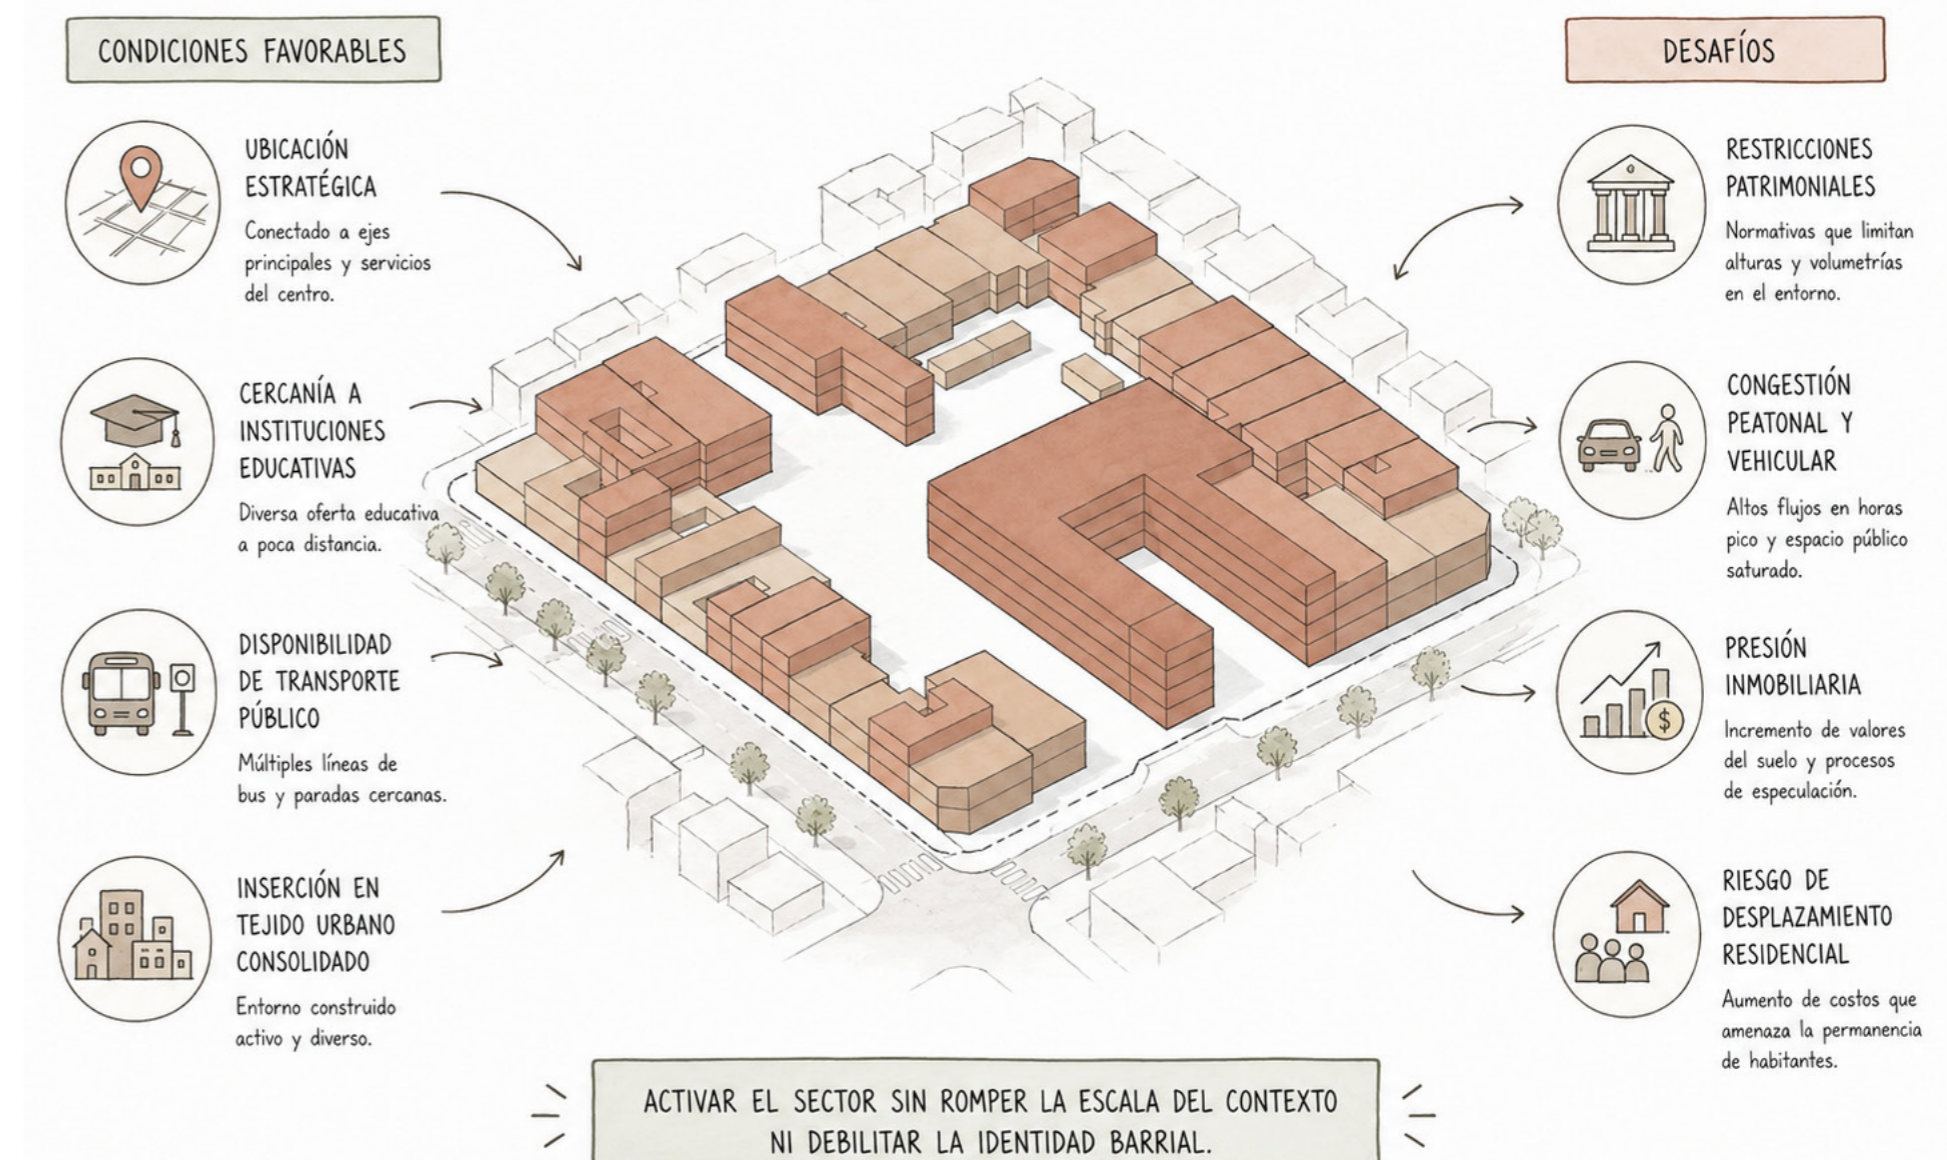 CONDICIONES FAVORABLES
UBICACIÓN
ESTRATÉGICA
Conectado a ejes
principales y servicios
del centro.
CERCANÍA A
INSTITUCIONES
EDUCATIVAS
Diversa oferta educativa
a poca distancia.
DISPONIBILIDAD
DE TRANSPORTE
PÚBLICO
Múltiples líneas de
bus y paradas cercanas.
INSERCIÓN EN
TEJIDO URBANO
CONSOLIDADO
Entorno construido
activo y diverso.
DESAFÍOS
RESTRICCIONES
PATRIMONIALES
Normativas que limitan
alturas y volumetrías
en el entorno.
CONGESTIÓN
PEATONAL Y
VEHICULAR
Altos flujos en horas
pico y espacio público
saturado.
PRESIÓN
INMOBILIARIA
Incremento de valores
del suelo y procesos
de especulación.
$
RIESGO DE
DESPLAZAMIENTO
RESIDENCIAL
Aumento de costos que
amenaza la permanencia
de habitantes.
ACTIVAR EL SECTOR SIN ROMPER LA ESCALA DEL CONTEXTO
NI DEBILITAR LA IDENTIDAD BARRIAL.